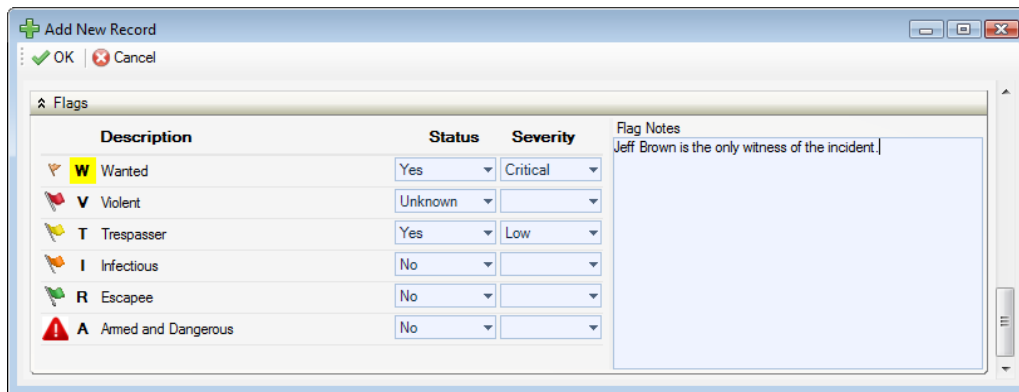 Add New Record
OK Cancel
Flags
Description Status Severity
W Wanted Yes Critical
V Violent Unknown
T Trespasser Yes Low
I Infectious No
R Escapee No
A Armed and Dangerous No
Flag Notes
Jeff Brown is the only witness of the incident.